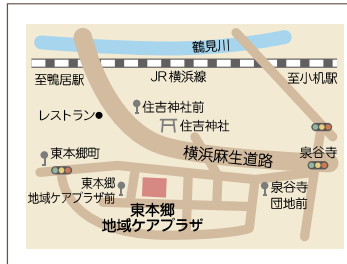 鶴見川
至鴨居駅
JR横浜線
至小机駅
住吉神社前
レストラン
住吉神社
横浜麻生道路
泉谷寺
東本郷町
東本郷
地域ケアプラザ前
泉谷寺
団地前
東本郷
地域ケアプラザ